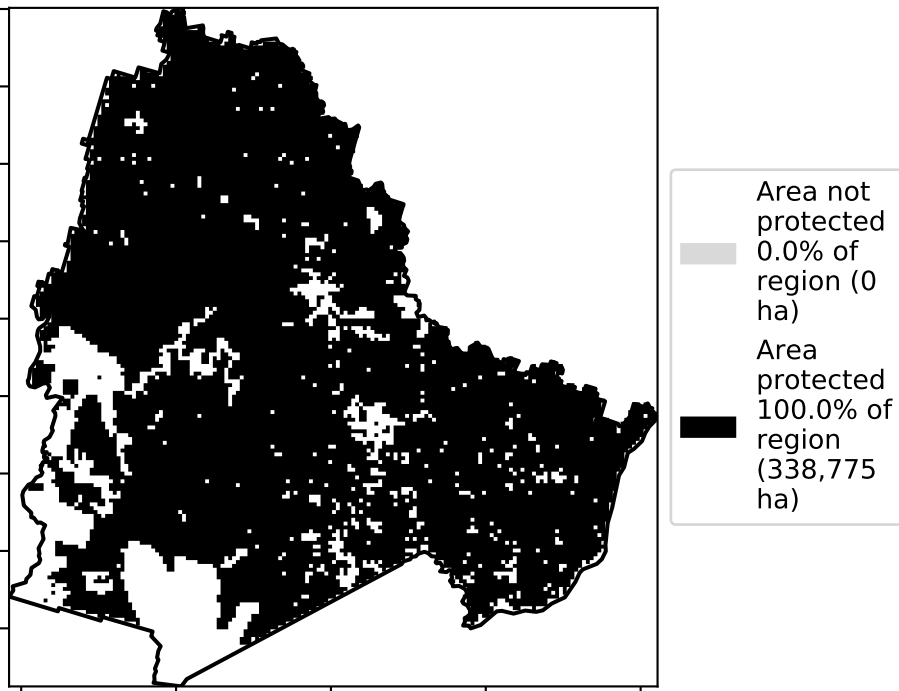 Area not
protected
0.0% of
region (0
ha)
Area
protected
100.0% of
region
(338,775
ha)